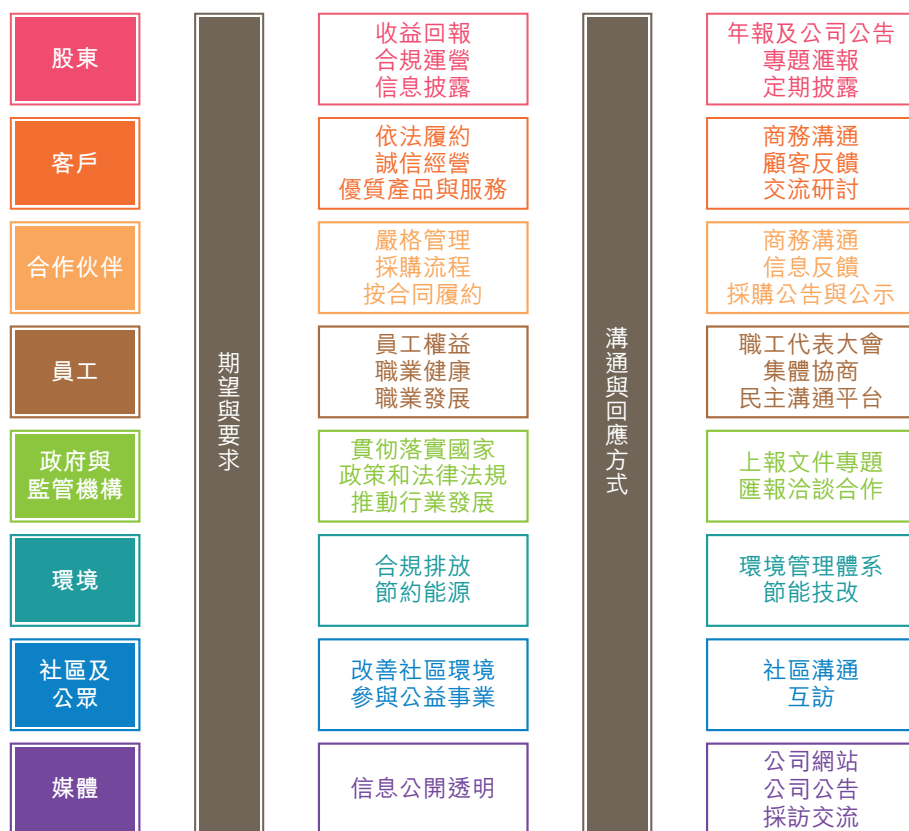 股東
收益回報
合規運營
信息披露
年報及公司公告
專題滙報
定期披露
客戶
依法履約
誠信經營
優質產品與服務
商務溝通
顧客反饋
交流研討
合作伙伴
嚴格管理
採購流程
按合同履約
商務溝通
信息反饋
採購公告與公示
期望與要求
溝通與回應方式
員工
員工權益
職業健康
職業發展
職工代表大會
集體協商
民主溝通平台
政府與
監管機構
貫彻落實國家
政策和法律法規
推動行業發展
上報文件專題
匯報洽談合作
環境
合規排放
節約能源
環境管理體系
節能技改
社區及
公眾
改善社區環境
參與公益事業
社區溝通
互訪
媒體
信息公開透明
公司網站
公司公告
採訪交流